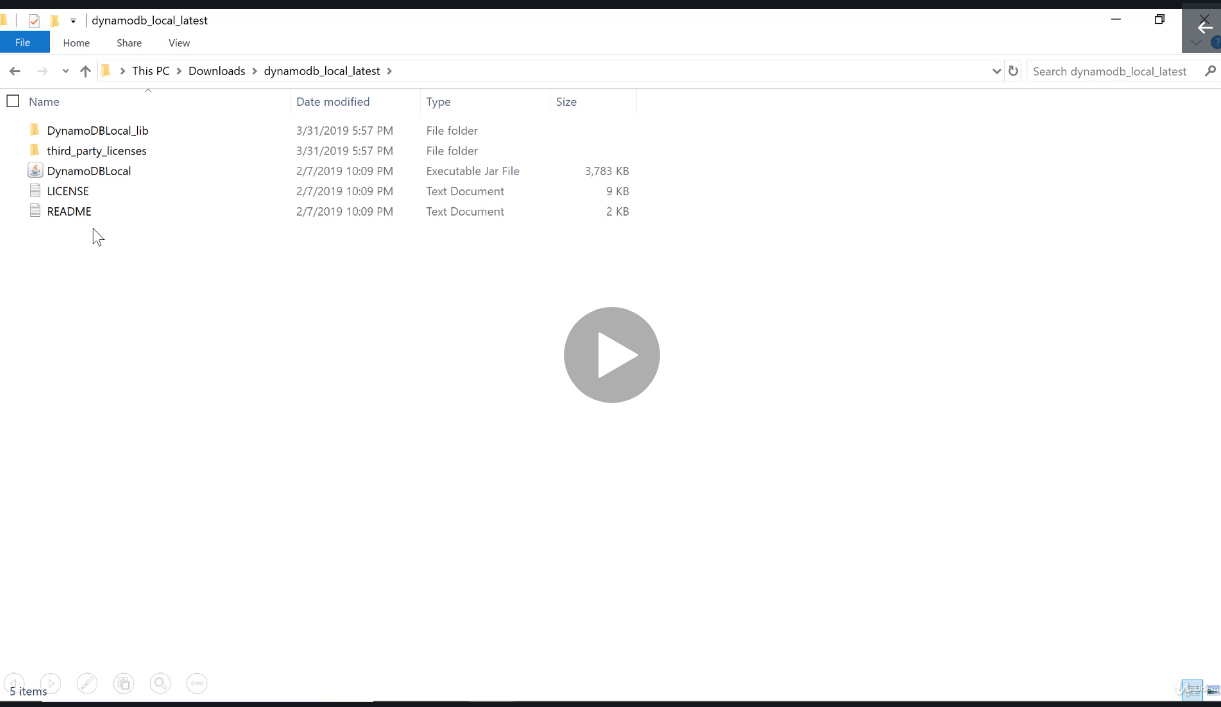 dynamodb_local_latest
File Home Share View
This PC Downloads dynamodb_local_latest Search dynamodb_local_latest
Name Date modified Type Size
DynamoDBLocal_lib 3/31/2019 5:57 PM File folder
third_party_licenses 3/31/2019 5:57 PM File folder
DynamoDBLocal 2/7/2019 10:09 PM Executable Jar File 3,783 KB
LICENSE 2/7/2019 10:09 PM Text Document 9 KB
README 2/7/2019 10:09 PM Text Document 2 KB
5 items